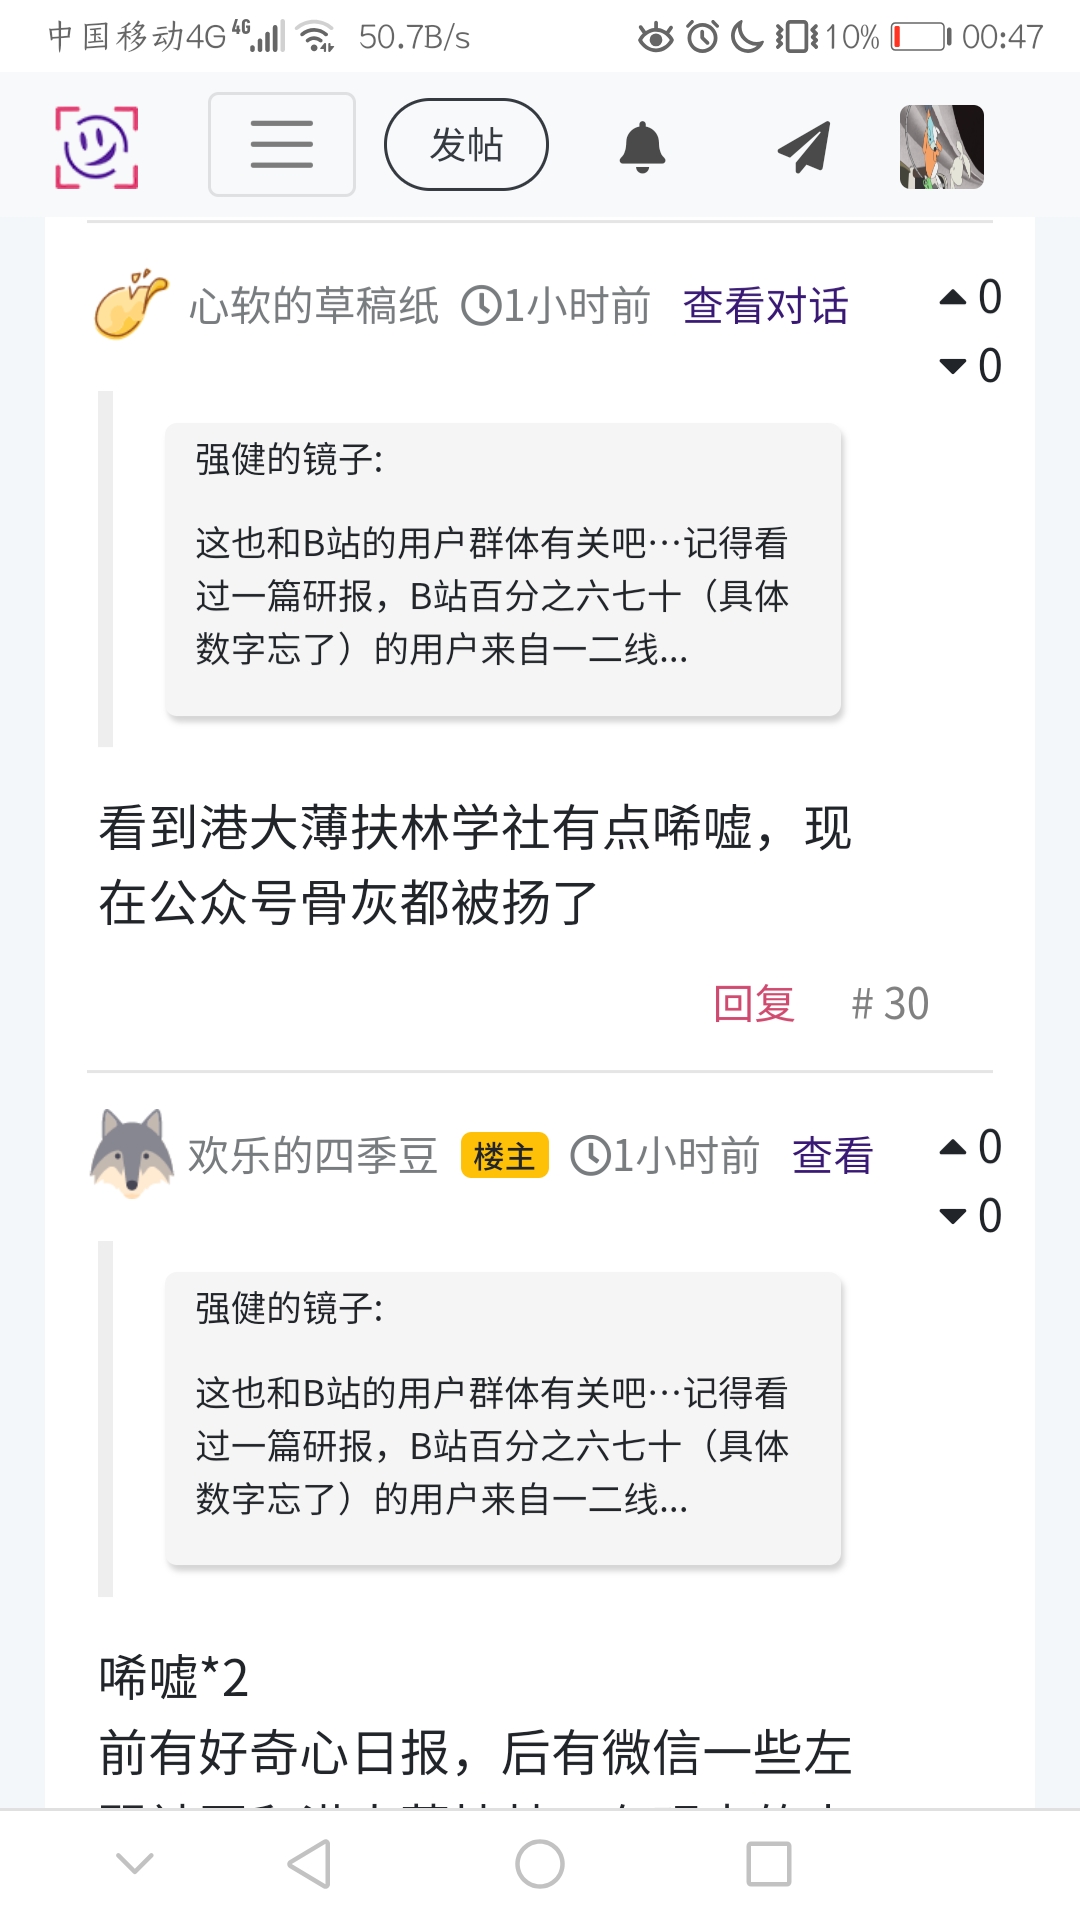 中国移动4G 4G 50.7B/s 10% 00:47
发帖
心软的草稿纸 1小时前 查看对话 0
0
强健的镜子:
这也和B站的用户群体有关吧…记得看
过一篇研报，B站百分之六七十（具体
数字忘了）的用户来自一二线...
看到港大薄扶林学社有点唏嘘，现
在公众号骨灰都被扬了
回复 # 30
欢乐的四季豆 楼主 1小时前 查看 0
0
强健的镜子:
这也和B站的用户群体有关吧…记得看
过一篇研报，B站百分之六七十（具体
数字忘了）的用户来自一二线...
唏嘘*2
前有好奇心日报，后有微信一些左